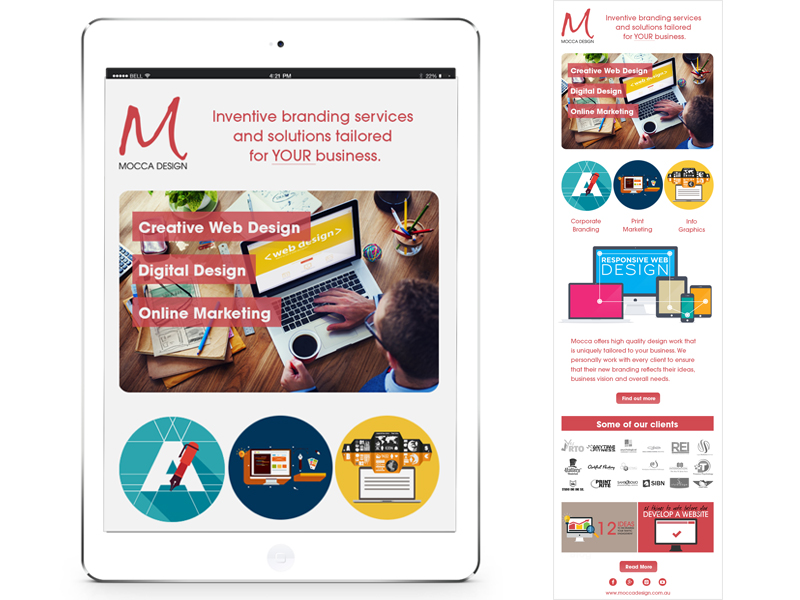 BELL
4:21 PM
22%
M
MOCCA DESIGN
Inventive branding services
and solutions tailored
for YOUR business.
Creative Web Design
<web design>
Digital Design
Online Marketing
A
M
MOCCA DESIGN
Inventive branding services
and solutions tailored
for YOUR business.
Creative Web Design
Digital Design
Online Marketing
A
Corporate
Branding
Print
Marketing
Info
Graphics
RESPONSIVE WEB
DESIGN
Mocca offers high quality design work that
is uniquely tailored to your business. We
personally work with every client to ensure
that their new branding reflects their ideas,
business vision and overall needs.
Find out more
Some of our clients
RTO
REI
PRINT
SIBN
12 IDEAS
DEVELOP A WEBSITE
Read More
www.moccadesign.com.au